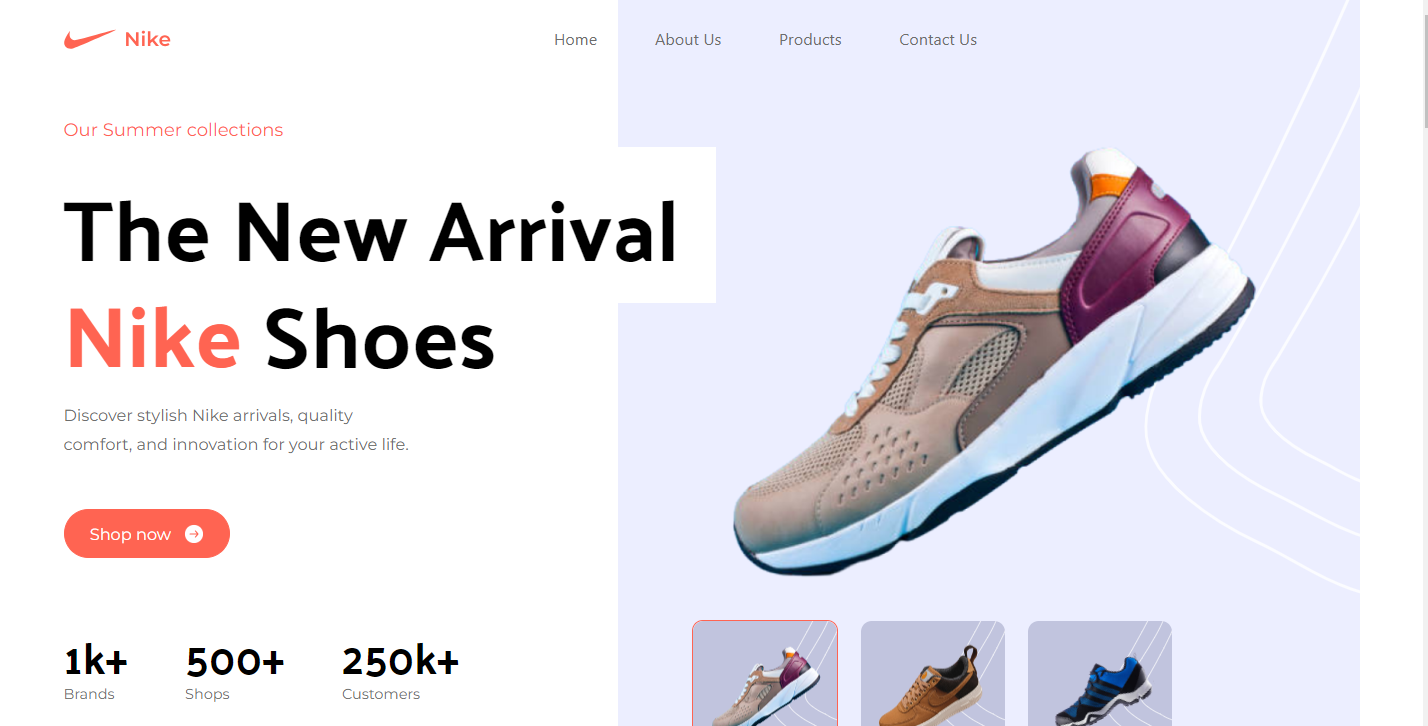 Nike
Home About Us Products Contact Us
Our Summer collections
The New Arrival
Nike Shoes
Discover stylish Nike arrivals, quality
comfort, and innovation for your active life.
Shop now
1k+ 500+ 250k+
Brands Shops Customers